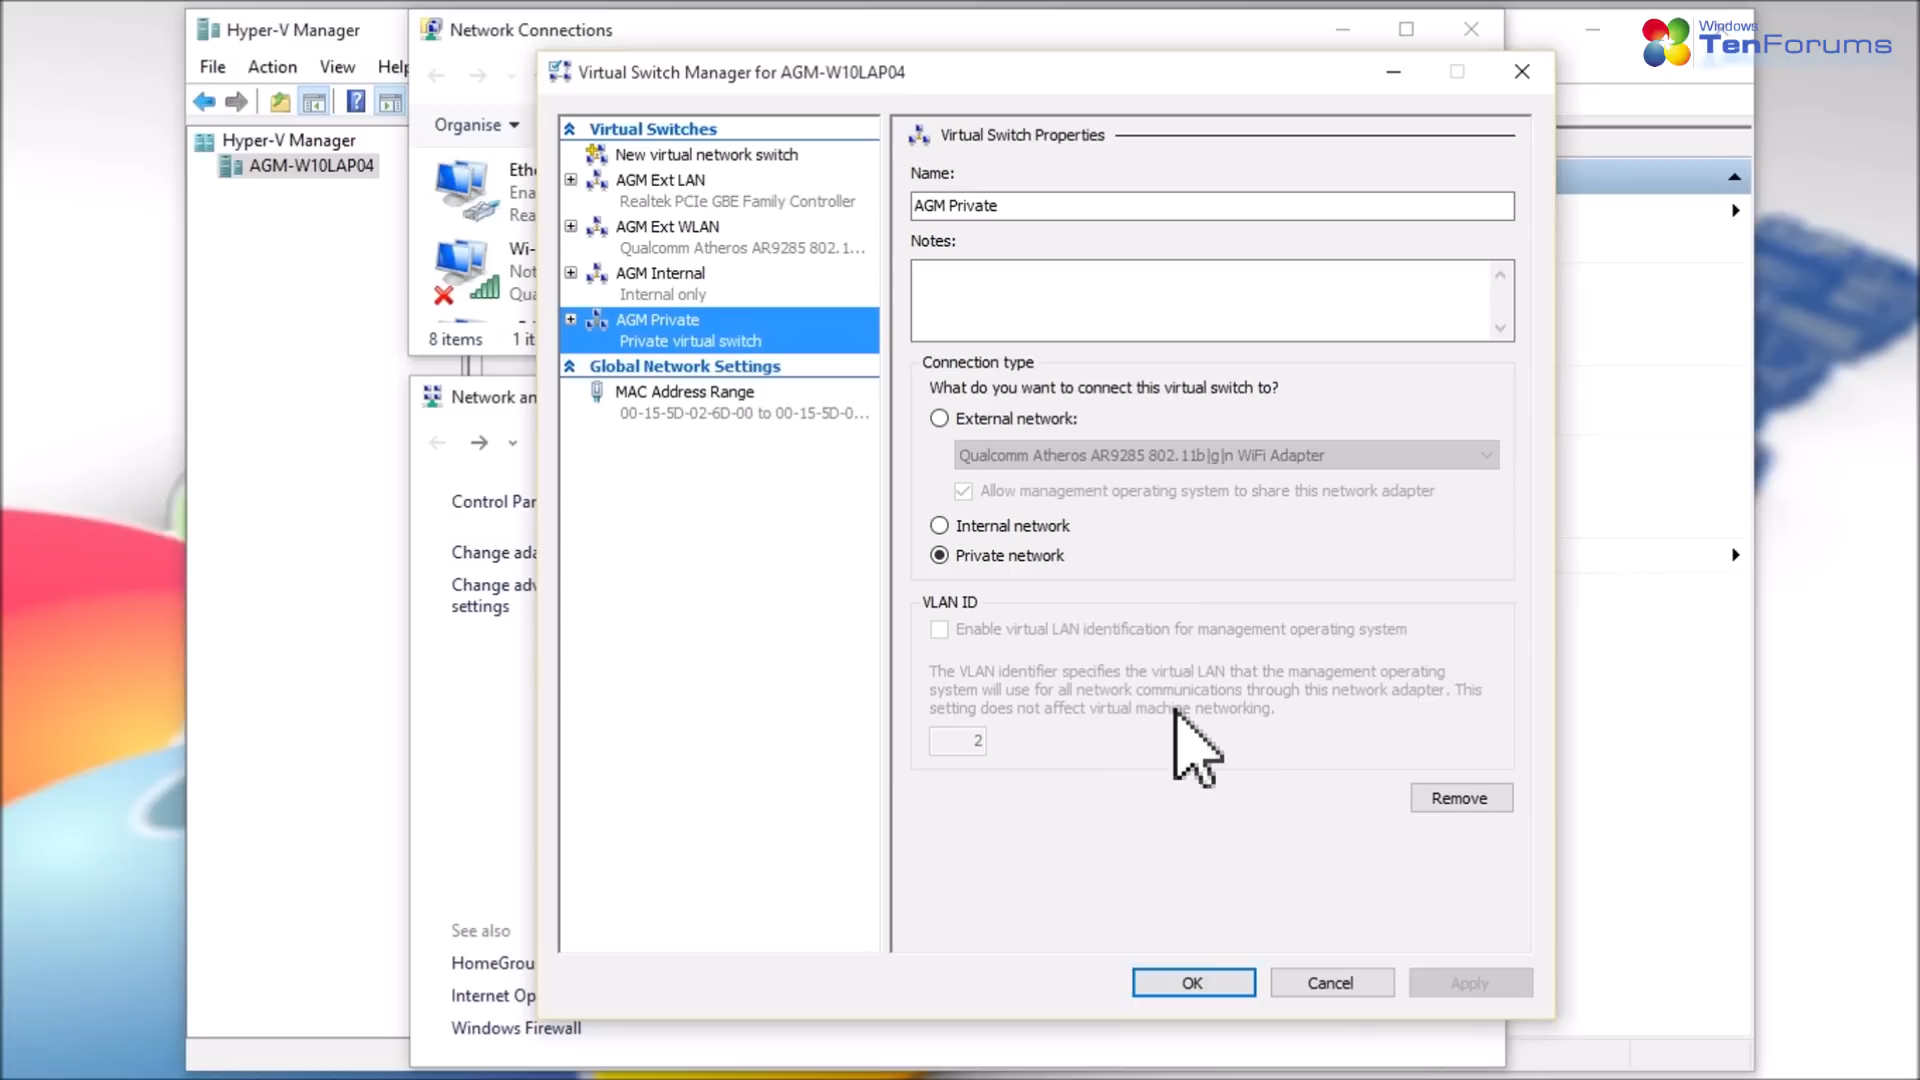 Hyper-V Manager
File Action View Help
Hyper-V Manager
AGM-W10LAP04
Network Connections
Organise
Enа
Rea
Wi-
Not
Qua
8 items
Network an
Control Par
Change ada
Change adv
settings
See also
HomeGrou
Internet Op
Windows Firewall
Virtual Switch Manager for AGM-W10LAP04
Virtual Switches
New virtual network switch
AGM Ext LAN
Realtek PCIe GBE Family Controller
AGM Ext WLAN
Qualcomm Atheros AR9285 802.1...
AGM Internal
Internal only
AGM Private
Private virtual switch
Global Network Settings
MAC Address Range
00-15-5D-02-6D-00 to 00-15-5D-0...
Virtual Switch Properties
Name:
AGM Private
Notes:
Connection type
What do you want to connect this virtual switch to?
External network:
Qualcomm Atheros AR9285 802.11b|g|n WiFi Adapter
Allow management operating system to share this network adapter
Internal network
Private network
VLAN ID
Enable virtual LAN identification for management operating system
The VLAN identifier specifies the virtual LAN that the management operating
system will use for all network communications through this network adapter. This
setting does not affect virtual machine networking.
2
Remove
OK Cancel Apply
Windows
TenForums